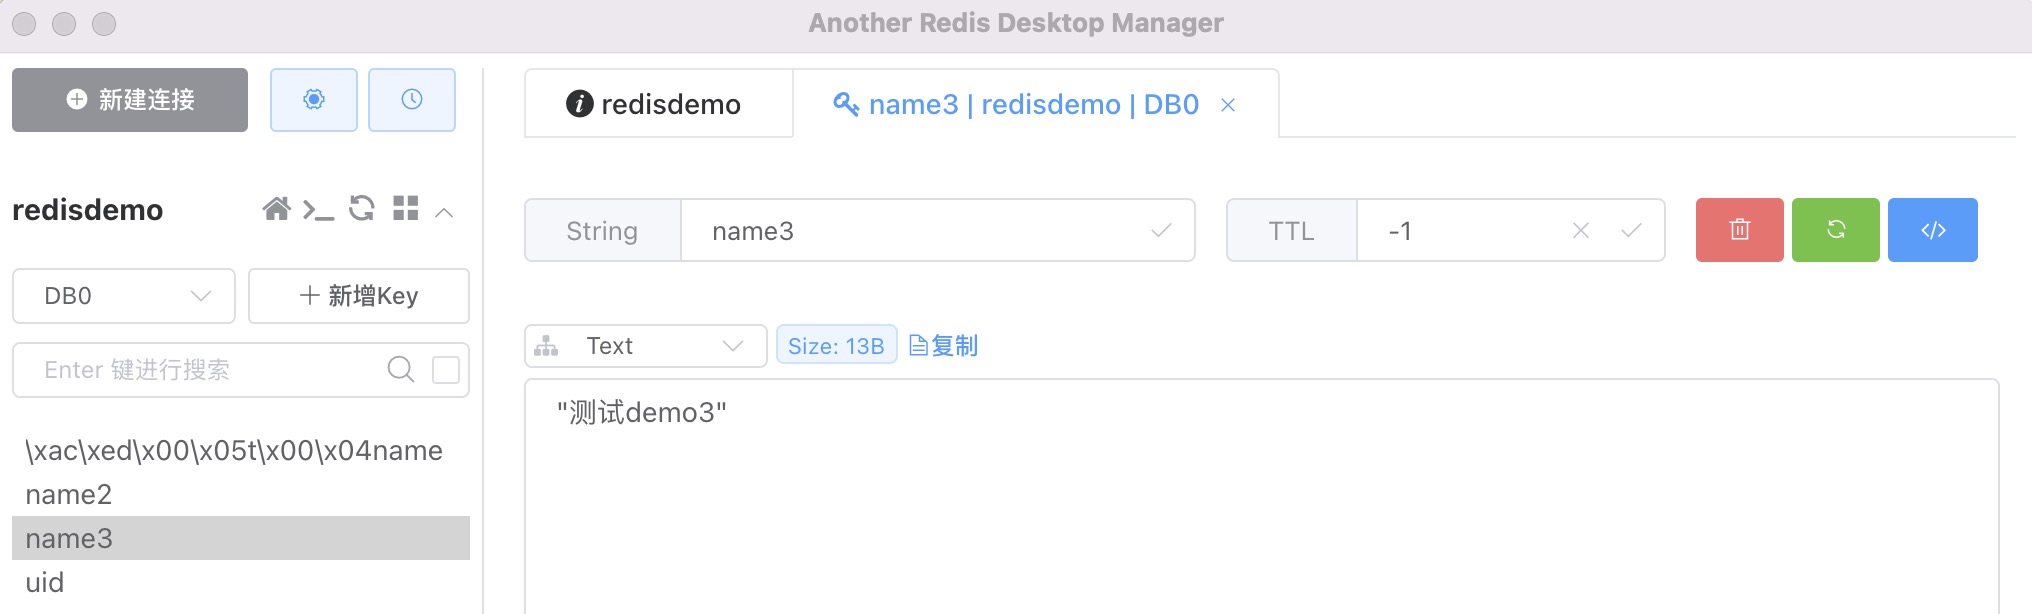 Another Redis Desktop Manager
新建连接
redisdemo
name3 | redisdemo | DB0
redisdemo
String
name3
TTL
-1
DB0
新增Key
Text
Size: 13B
复制
Enter 键进行搜索
"测试demo3"
\xac\xed\x00\x05t\x00\x04name
name2
name3
uid